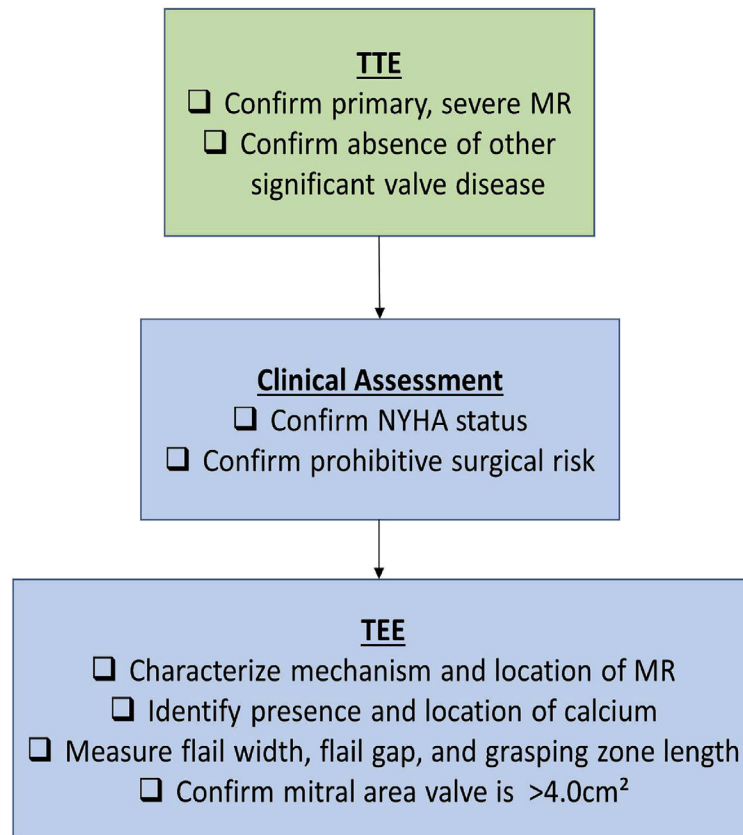 TTE
❑ Confirm primary, severe MR
❑ Confirm absence of other
significant valve disease
Clinical Assessment
❑ Confirm NYHA status
❑ Confirm prohibitive surgical risk
TEE
❑ Characterize mechanism and location of MR
❑ Identify presence and location of calcium
❑ Measure flail width, flail gap, and grasping zone length
❑ Confirm mitral area valve is >4.0cm²